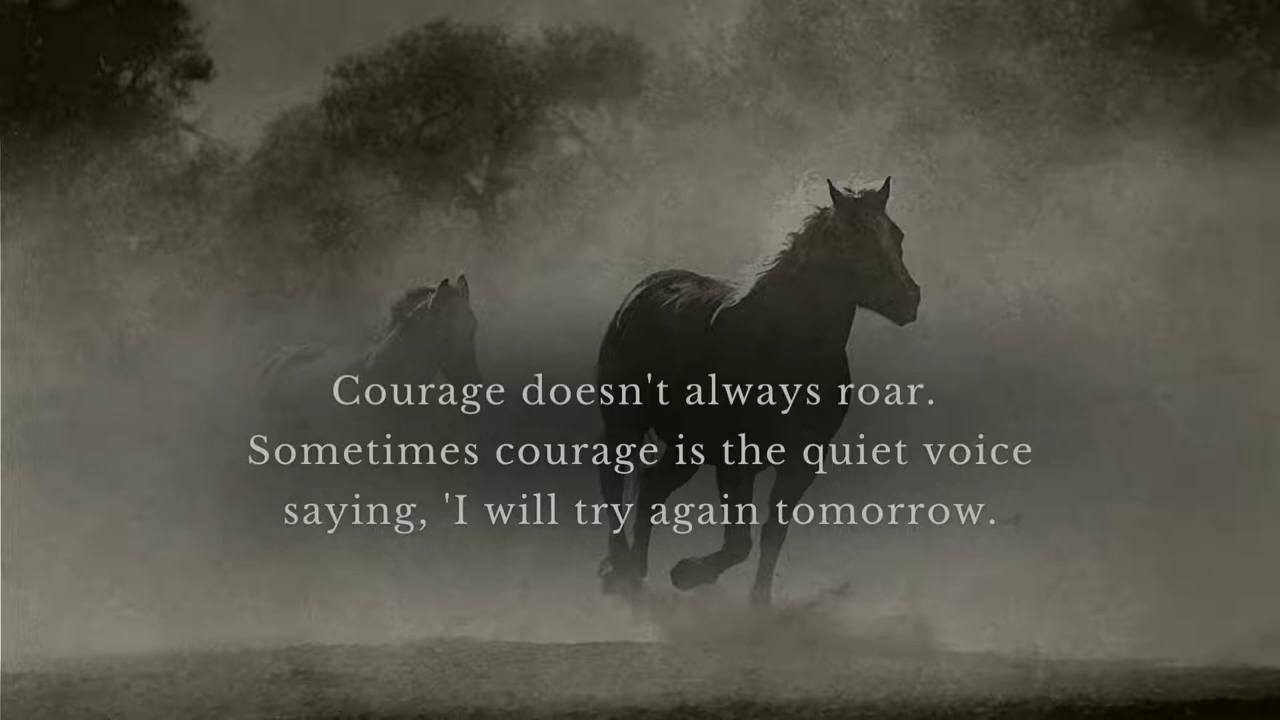 Courage doesn't always roar.
Sometimes courage is the quiet voice
saying, 'I will try again tomorrow.